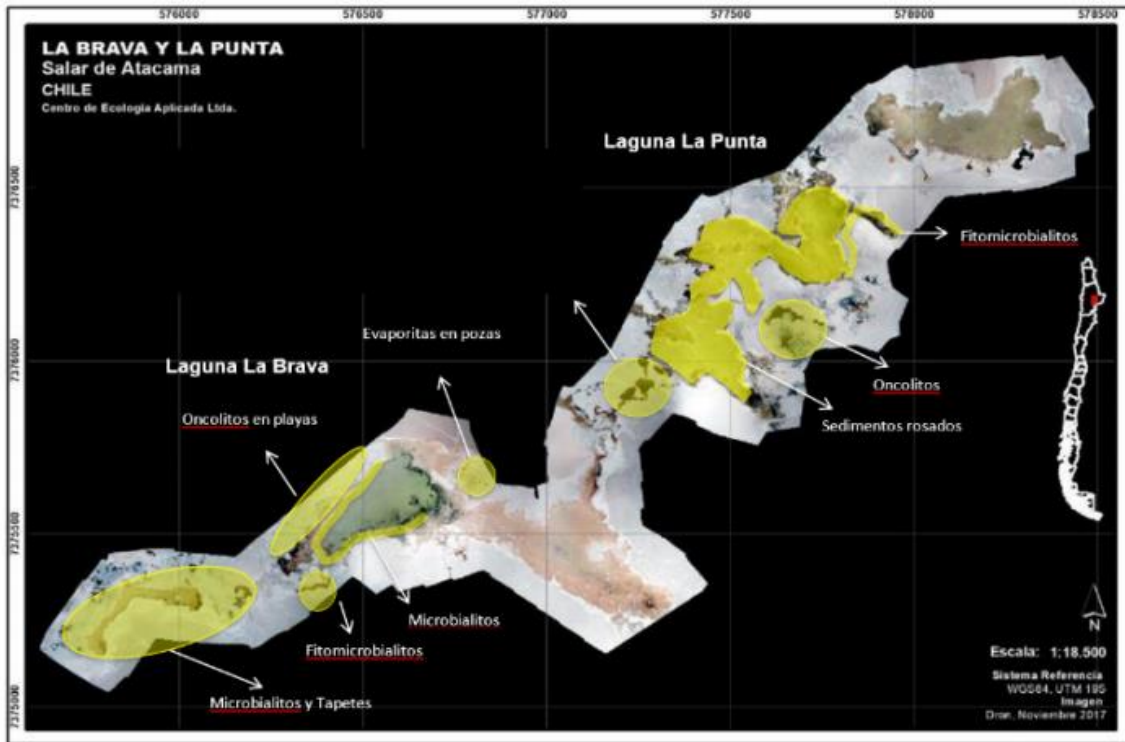 576000 576500 577000 577500 578000 578500
LA BRAVA Y LA PUNTA
Salar de Atacama
CHILE
Centro de Ecología Aplicada Ltda.
Laguna La Punta
7376500
Fitomicrobialitos
Evaporitas en pozas
7376000
Laguna La Brava
Oncolitos
Oncolitos en playas
Sedimentos rosados
7375500
Microbialitos
Fitomicrobialitos
Microbialitos y Tapetes
7375000
N
Escala: 1:18.500
Sistema Referencia
WGS84, UTM 19S
Imagen
Dron, Noviembre 2017